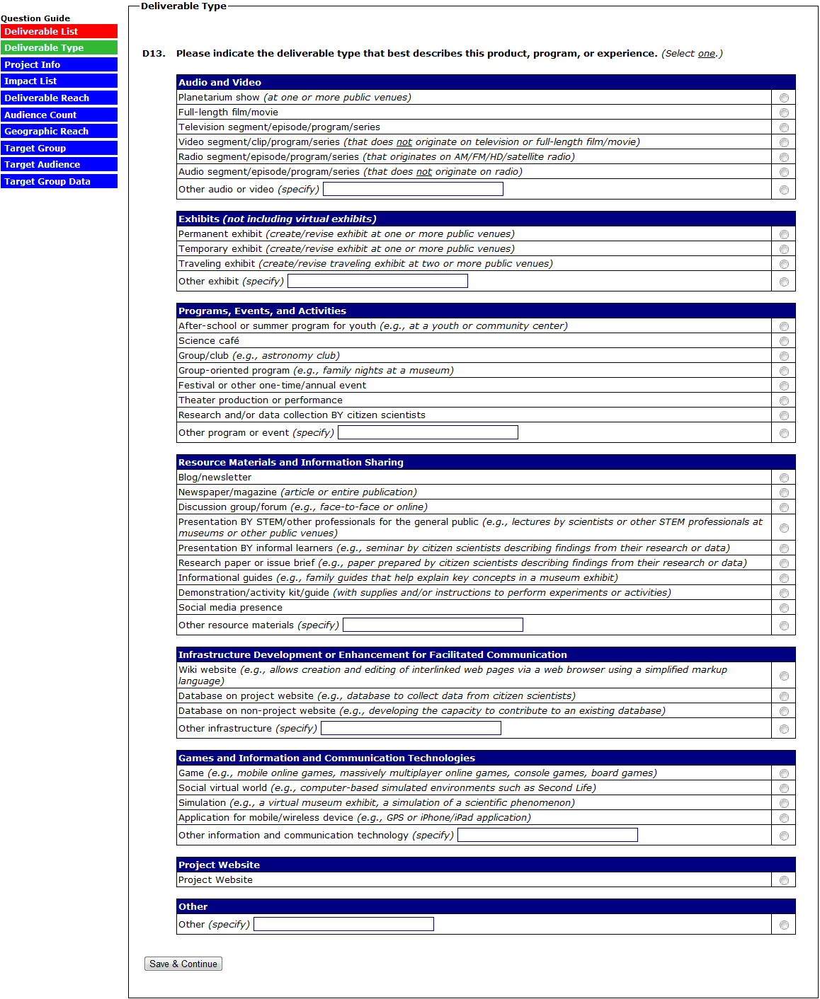 Deliverable Type
Question Guide
Deliverable List
Deliverable Type
Project Info
Impact List
Deliverable Reach
Audience Count
Geographic Reach
Target Group
Target Audience
Target Group Data
D13. Please indicate the deliverable type that best describes this product, program, or experience. (Select one.)
Audio and Video
Planetarium show (at one or more public venues)
Full-length film/movie
Television segment/episode/program/series
Video segment/clip/program/series (that does not originate on television or full-length film/movie)
Radio segment/episode/program/series (that originates on AM/FM/HD/satellite radio)
Audio segment/episode/program/series (that does not originate on radio)
Other audio or video (specify)
Exhibits (not including virtual exhibits)
Permanent exhibit (create/revise exhibit at one or more public venues)
Temporary exhibit (create/revise exhibit at one or more public venues)
Traveling exhibit (create/revise traveling exhibit at two or more public venues)
Other exhibit (specify)
Programs, Events, and Activities
After-school or summer program for youth (e.g., at a youth or community center)
Science café
Group/club (e.g., astronomy club)
Group-oriented program (e.g., family nights at a museum)
Festival or other one-time/annual event
Theater production or performance
Research and/or data collection BY citizen scientists
Other program or event (specify)
Resource Materials and Information Sharing
Blog/newsletter
Newspaper/magazine (article or entire publication)
Discussion group/forum (e.g., face-to-face or online)
Presentation BY STEM/other professionals for the general public (e.g., lectures by scientists or other STEM professionals at
museums or other public venues)
Presentation BY informal learners (e.g., seminar by citizen scientists describing findings from their research or data)
Research paper or issue brief (e.g., paper prepared by citizen scientists describing findings from their research or data)
Informational guides (e.g., family guides that help explain key concepts in a museum exhibit)
Demonstration/activity kit/guide (with supplies and/or instructions to perform experiments or activities)
Social media presence
Other resource materials (specify)
Infrastructure Development or Enhancement for Facilitated Communication
Wiki website (e.g., allows creation and editing of interlinked web pages via a web browser using a simplified markup
language)
Database on project website (e.g., database to collect data from citizen scientists)
Database on non-project website (e.g., developing the capacity to contribute to an existing database)
Other infrastructure (specify)
Games and Information and Communication Technologies
Game (e.g., mobile online games, massively multiplayer online games, console games, board games)
Social virtual world (e.g., computer-based simulated environments such as Second Life)
Simulation (e.g., a virtual museum exhibit, a simulation of a scientific phenomenon)
Application for mobile/wireless device (e.g., GPS or iPhone/iPad application)
Other information and communication technology (specify)
Project Website
Project Website
Other
Other (specify)
Save & Continue